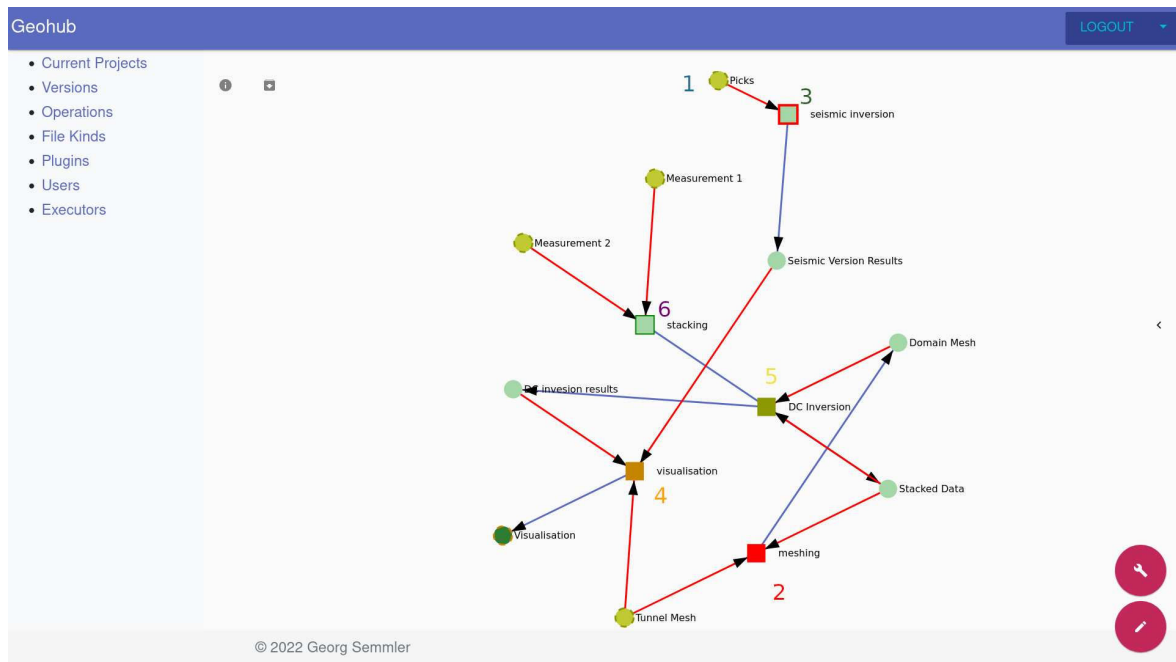 Geohub
LOGOUT
Current Projects
Versions
Operations
File Kinds
Plugins
Users
Executors
1 Picks
3
seismic inversion
Measurement 1
Measurement 2
Seismic Version Results
6
stacking
Domain Mesh
5
DC invesion results
DC Inversion
visualisation
4
Stacked Data
Visualisation
meshing
2
Tunnel Mesh
© 2022 Georg Semmler